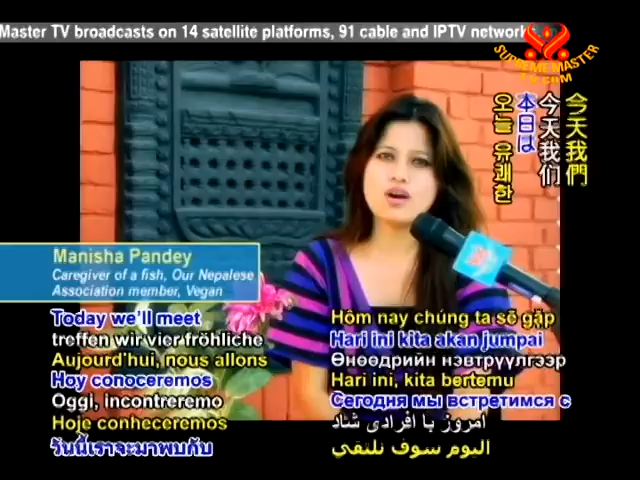 Master TV broadcasts on 14 satellite platforms, 91 cable and IPTV network
SUPREME MASTER
TV.COM
今天我們
今天我们
本日は
오늘 유쾌한
Manisha Pandey
Caregiver of a fish, Our Nepalese
Association member, Vegan
Today we'll meet
treffen wir vier fröhliche
Aujourd'hui, nous allons
Hoy conoceremos
Oggi, incontreremo
Hoje conheceremos
วันนี้เราจะมาพบกับ
Hôm nay chúng ta sẽ gặp
Hari ini kita akan jumpai
Өнөөдрийн нэвтрүүлгээр
Hari ini, kita bertemu
Сегодня мы встретимся с
امروز با افرادی شاد
اليوم سوف نلتقي